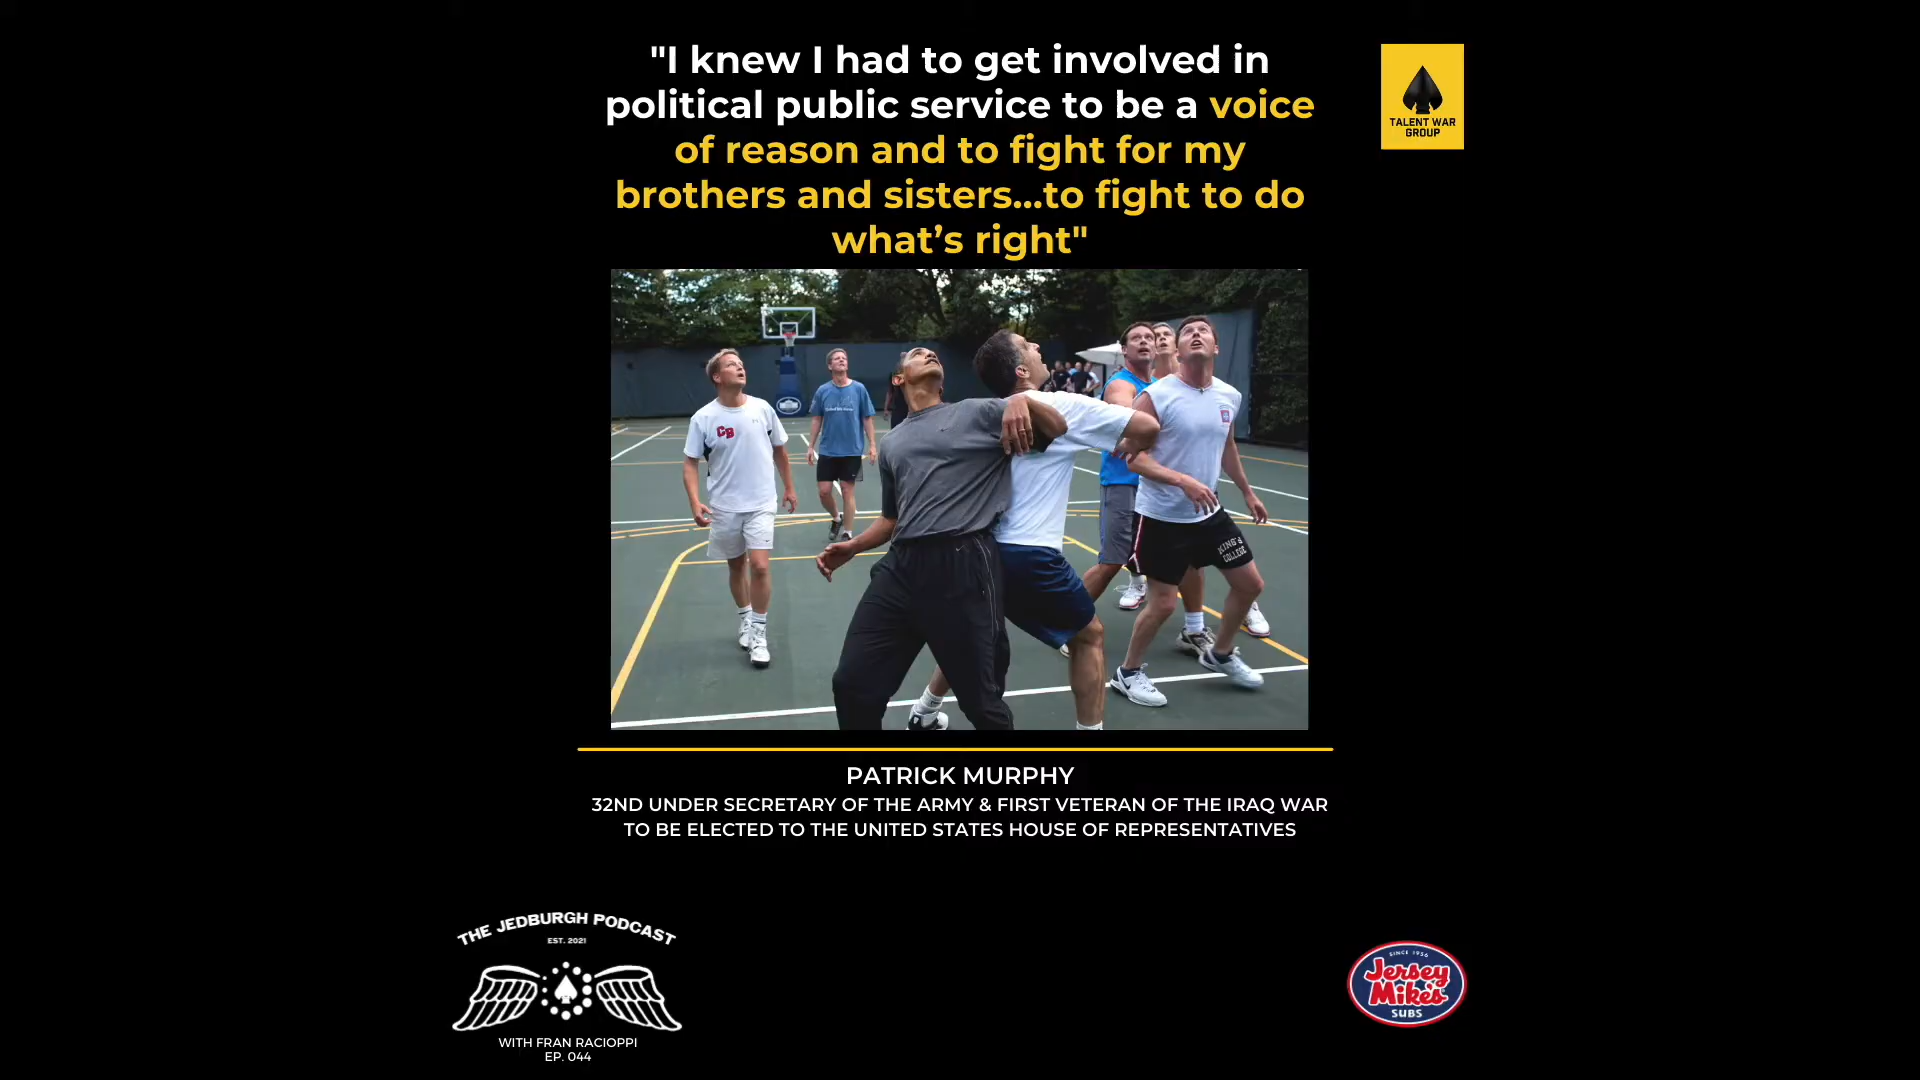 "I knew I had to get involved in
political public service to be a voice
of reason and to fight for my
brothers and sisters...to fight to do
what’s right"
TALENT WAR
GROUP
CB
KING'S
COLLEGE
PATRICK MURPHY
32ND UNDER SECRETARY OF THE ARMY & FIRST VETERAN OF THE IRAQ WAR
TO BE ELECTED TO THE UNITED STATES HOUSE OF REPRESENTATIVES
THE JEDBURGH PODCAST
EST. 2021
WITH FRAN RACIOPPI
EP. 044
SINCE 1956
Jersey
Mike's
SUBS